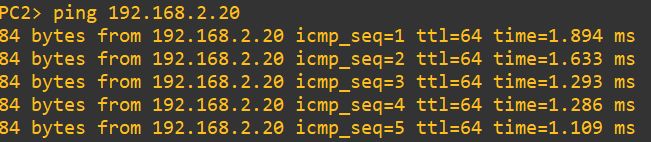 PC2> ping 192.168.2.20
84 bytes from 192.168.2.20 icmp_seq=1 ttl=64 time=1.894 ms
84 bytes from 192.168.2.20 icmp_seq=2 ttl=64 time=1.633 ms
84 bytes from 192.168.2.20 icmp_seq=3 ttl=64 time=1.293 ms
84 bytes from 192.168.2.20 icmp_seq=4 ttl=64 time=1.286 ms
84 bytes from 192.168.2.20 icmp_seq=5 ttl=64 time=1.109 ms